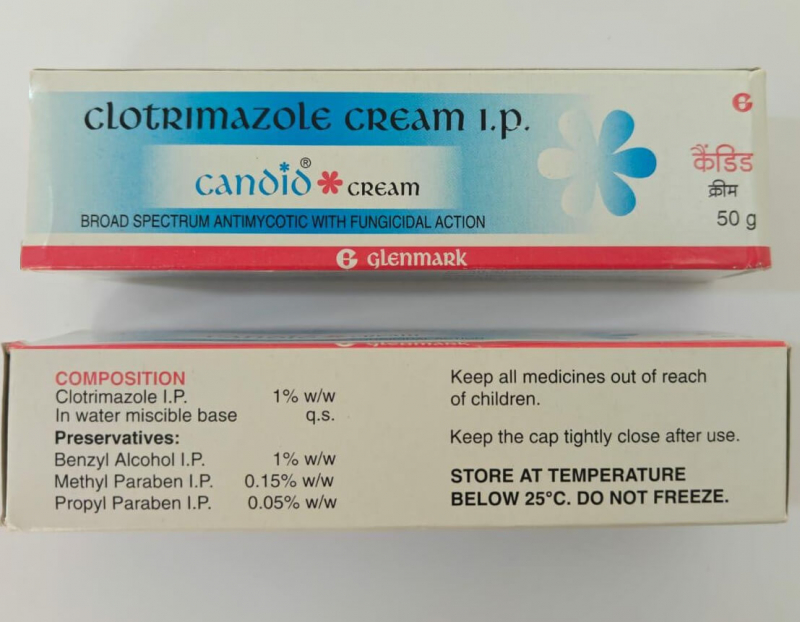 CLOTRIMAZOLE CREAM I.P.
candid® CREAM
BROAD SPECTRUM ANTIMYCOTIC WITH FUNGICIDAL ACTION
कैंडिड
क्रीम
50 g
GLENMARK
GLENMARK
COMPOSITION
Clotrimazole I.P. 1% w/w
In water miscible base q.s.
Preservatives:
Benzyl Alcohol I.P. 1% w/w
Methyl Paraben I.P. 0.15% w/w
Propyl Paraben I.P. 0.05% w/w
Keep all medicines out of reach
of children.
Keep the cap tightly close after use.
STORE AT TEMPERATURE
BELOW 25°C. DO NOT FREEZE.